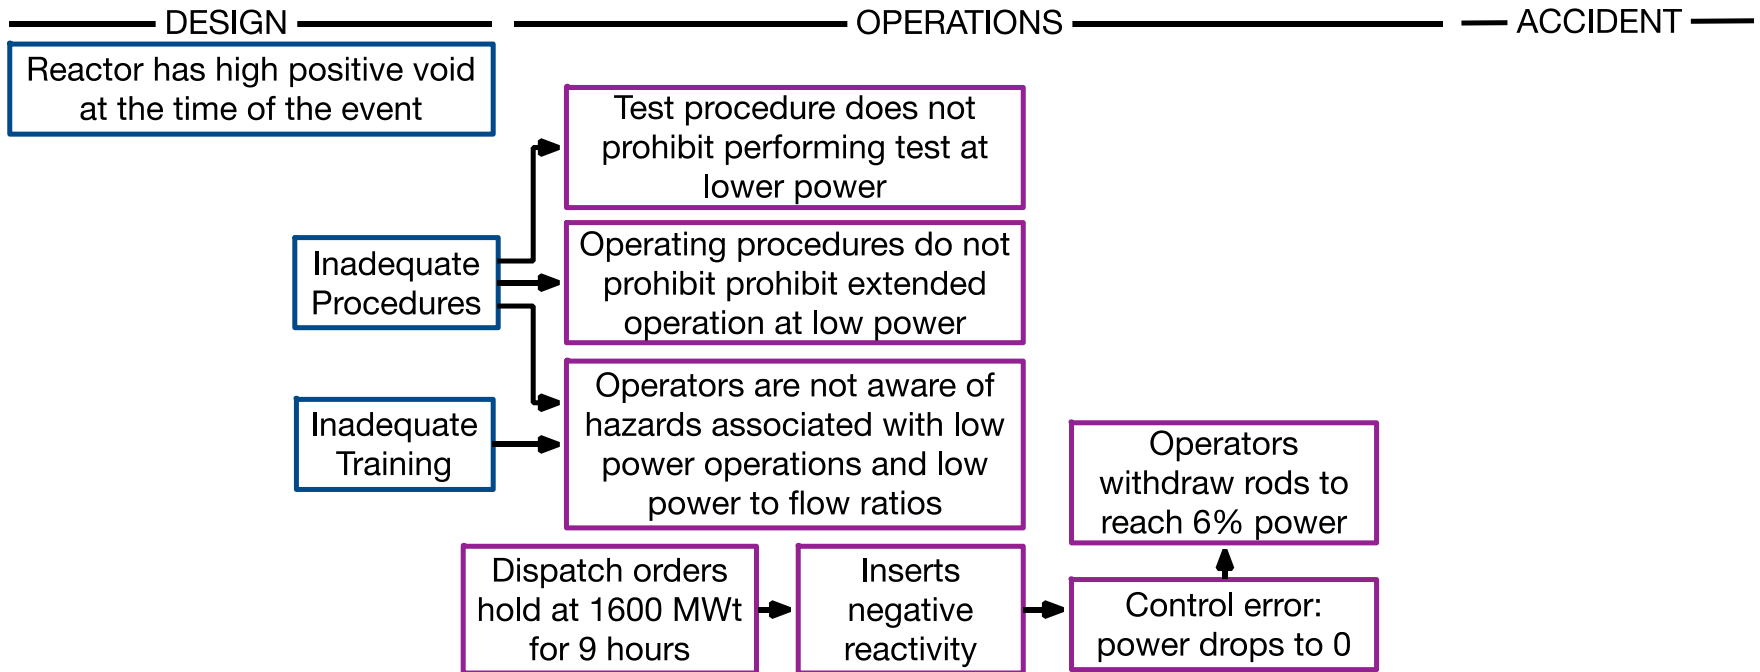 DESIGN
OPERATIONS
ACCIDENT
Reactor has high positive void
at the time of the event
Test procedure does not
prohibit performing test at
lower power
Inadequate
Procedures
Operating procedures do not
prohibit prohibit extended
operation at low power
Inadequate
Training
Operators are not aware of
hazards associated with low
power operations and low
power to flow ratios
Operators
withdraw rods to
reach 6% power
Dispatch orders
hold at 1600 MWt
for 9 hours
Inserts
negative
reactivity
Control error:
power drops to 0